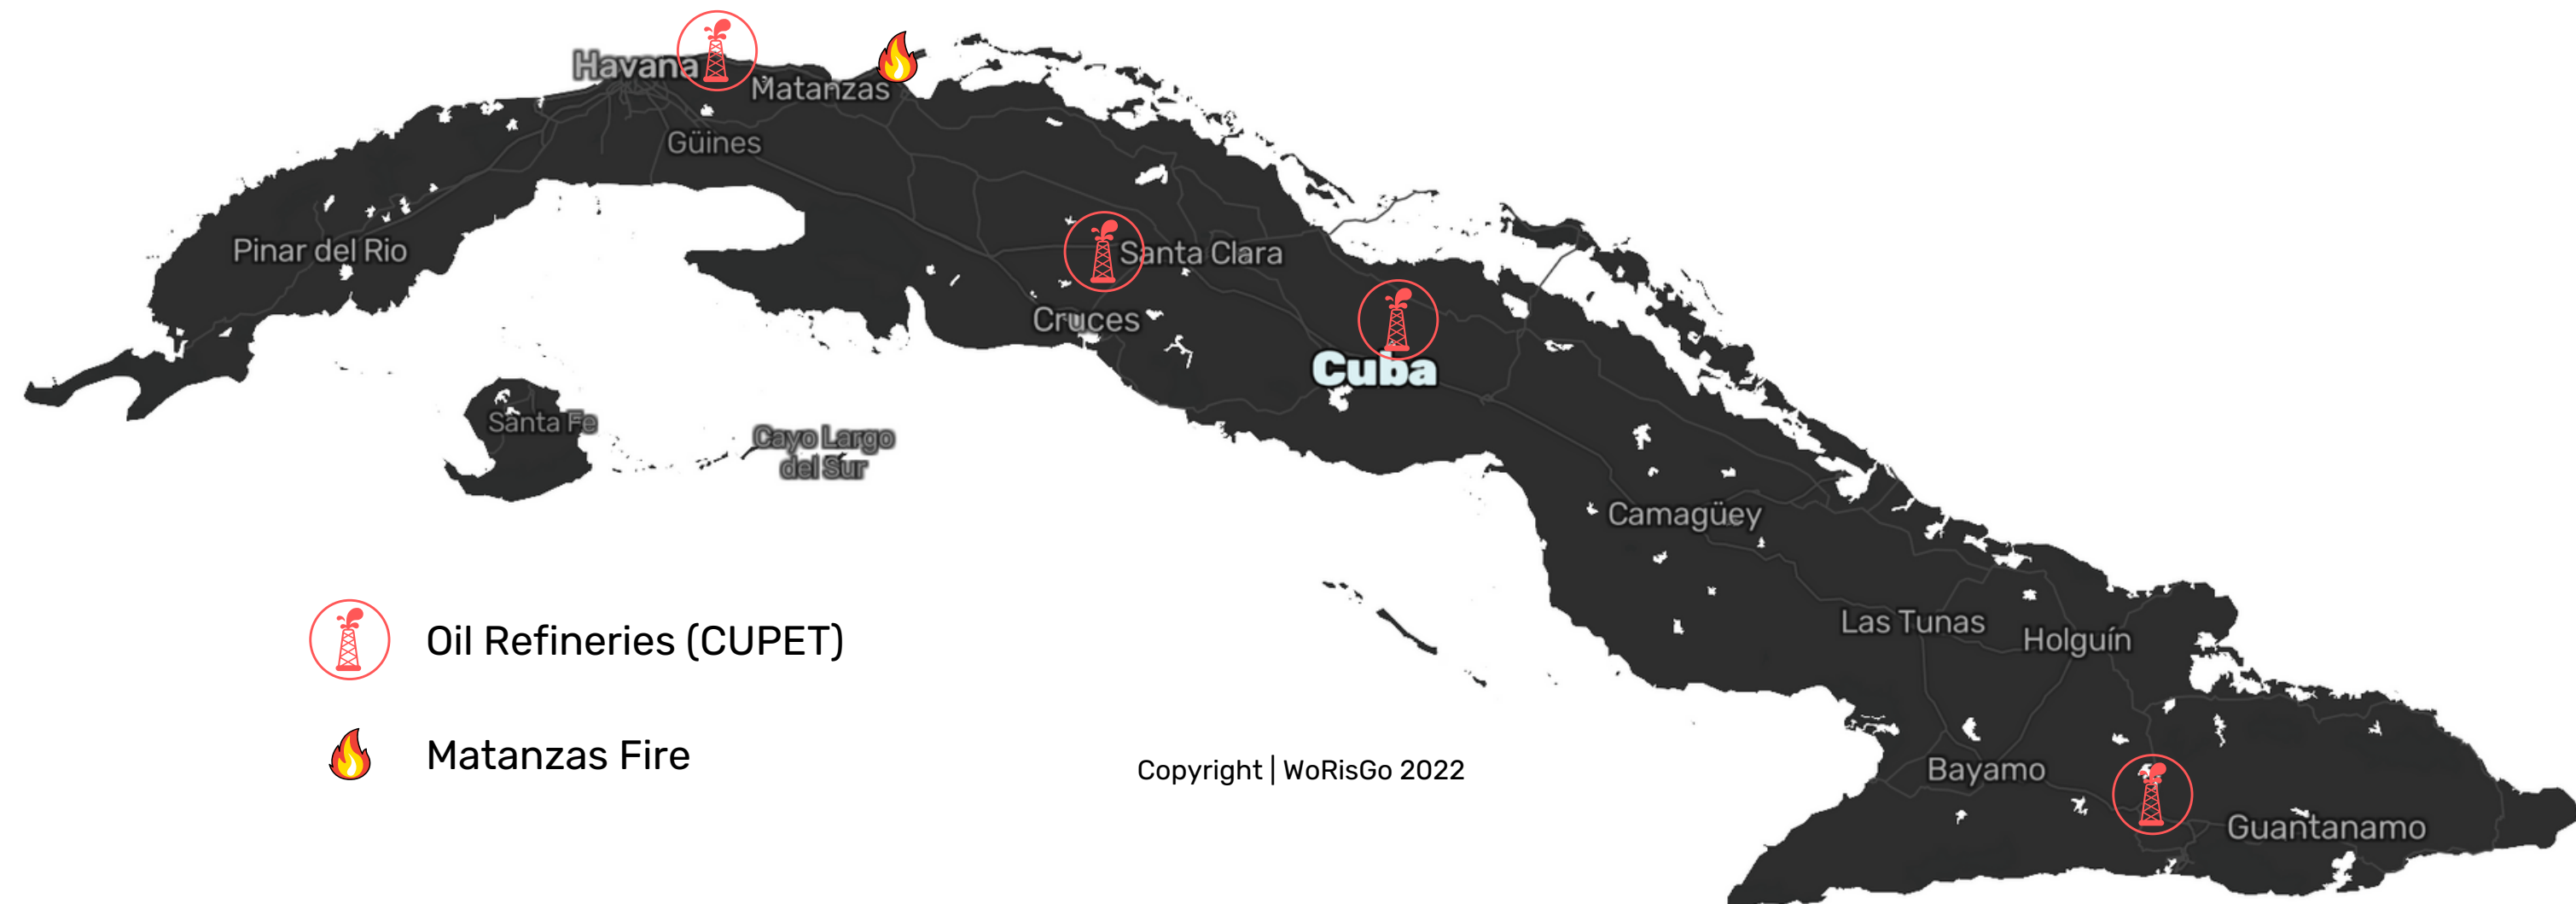 Havana
Matanzas
Güines
Pinar del Rio
Santa Clara
Cruces
Cuba
Santa Fe
Cayo Largo
del Sur
Camagüey
Las Tunas
Holguín
Bayamo
Guantanamo
Oil Refineries (CUPET)
Matanzas Fire
Copyright | WoRisGo 2022